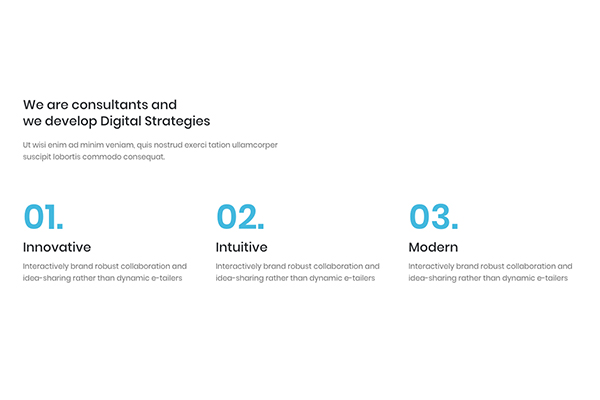 We are consultants and
we develop Digital Strategies
Ut wisi enim ad minim veniam, quis nostrud exerci tation ullamcorper
suscipit lobortis commodo consequat.
01.
Innovative
Interactively brand robust collaboration and
idea-sharing rather than dynamic e-tailers
02.
Intuitive
Interactively brand robust collaboration and
idea-sharing rather than dynamic e-tailers
03.
Modern
Interactively brand robust collaboration and
idea-sharing rather than dynamic e-tailers